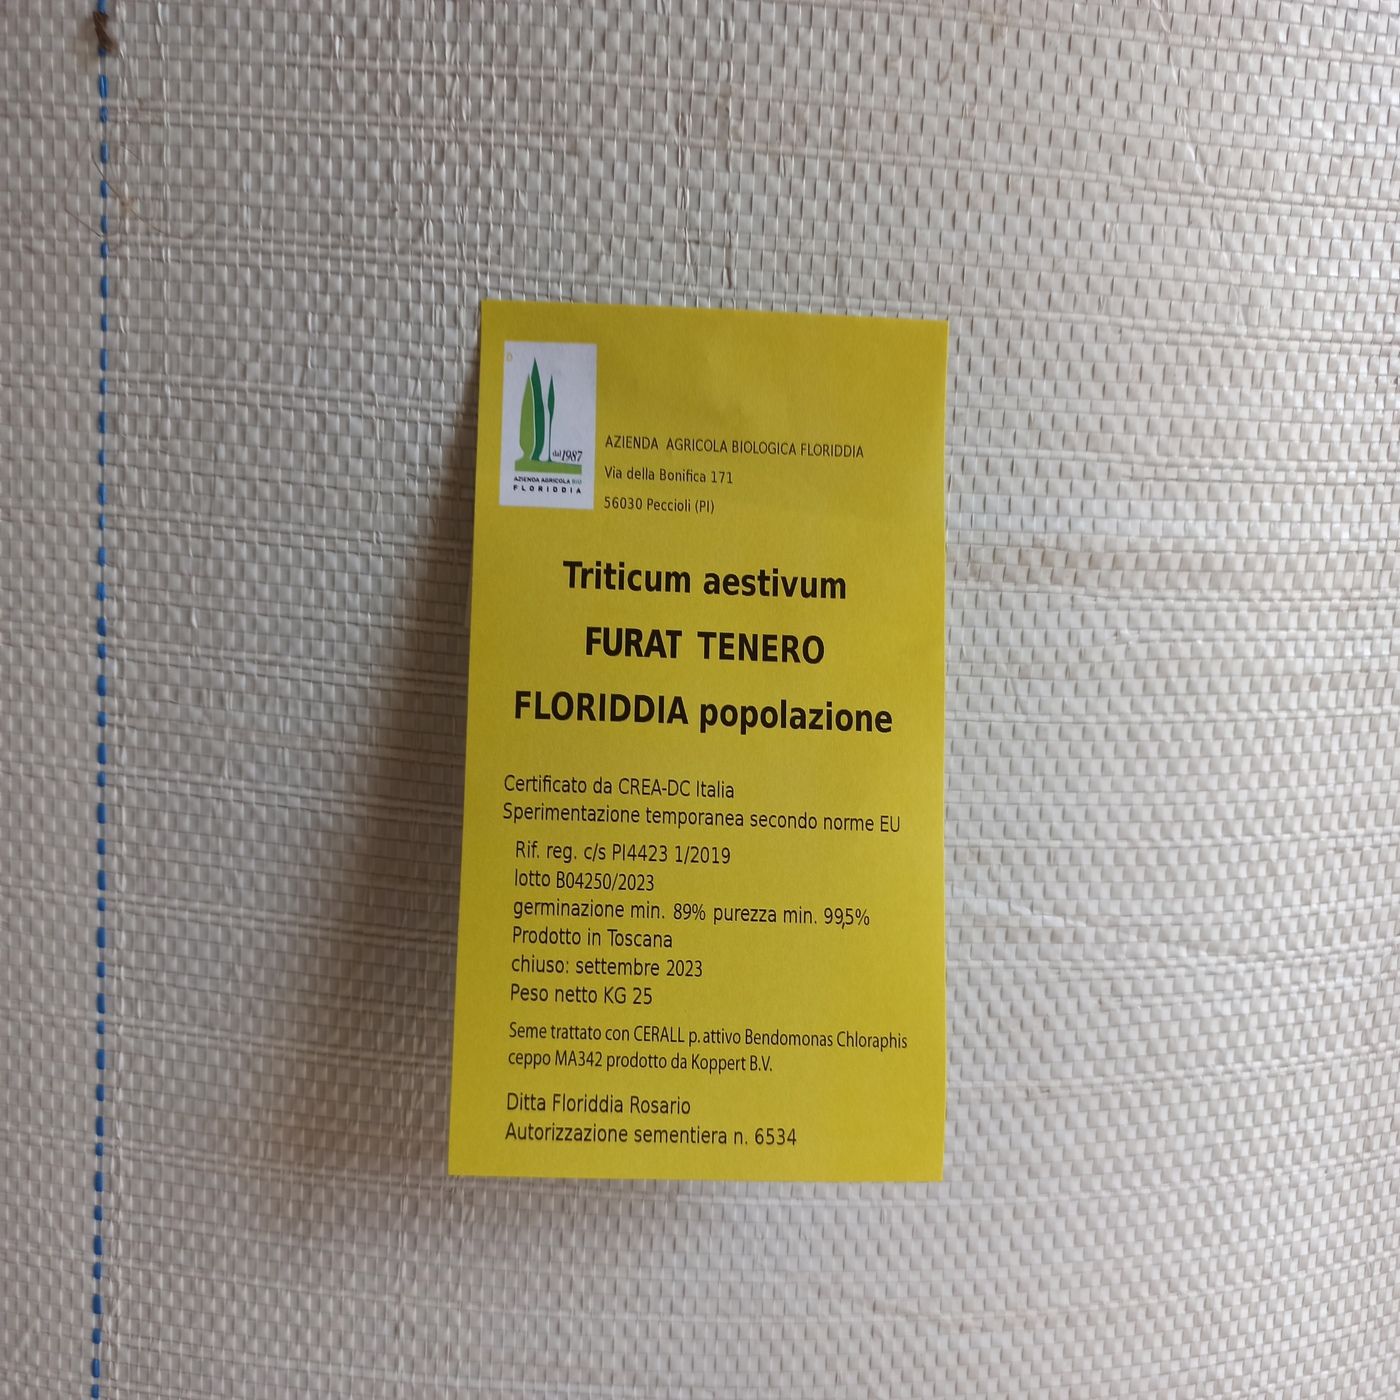 dal 1987
AZIENDA AGRICOLA BIO
FLORIDDIA
AZIENDA AGRICOLA BIOLOGICA FLORIDDIA
Via della Bonifica 171
56030 Peccioli (PI)
Triticum aestivum
FURAT TENERO
FLORIDDIA popolazione
Certificato da CREA-DC Italia
Sperimentazione temporanea secondo norme EU
Rif. reg. c/s PI4423 1/2019
lotto B04250/2023
germinazione min. 89% purezza min. 99,5%
Prodotto in Toscana
chiuso: settembre 2023
Peso netto KG 25
Seme trattato con CERALL p. attivo Bendomonas Chloraphis
ceppo MA342 prodotto da Koppert B.V.
Ditta Floriddia Rosario
Autorizzazione sementiera n. 6534